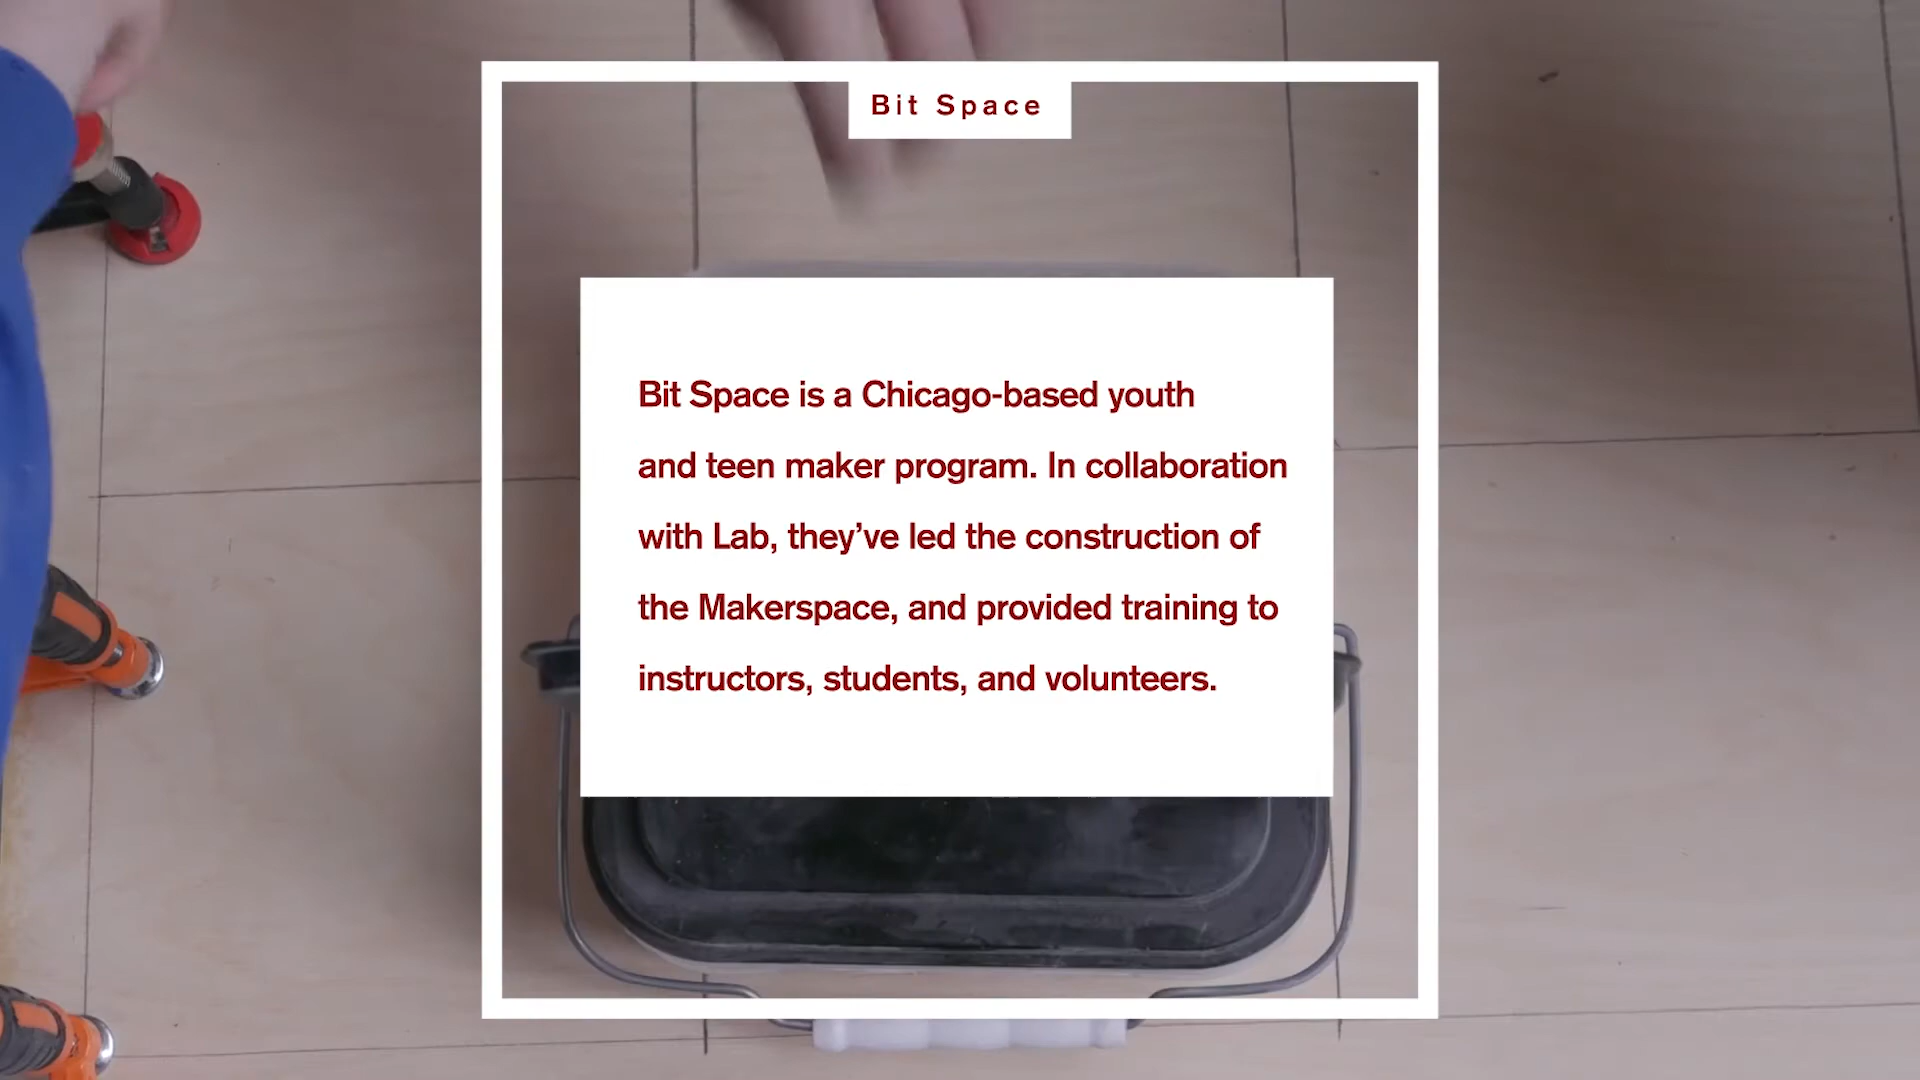 Bit Space
Bit Space is a Chicago-based youth
and teen maker program. In collaboration
with Lab, they’ve led the construction of
the Makerspace, and provided training to
instructors, students, and volunteers.